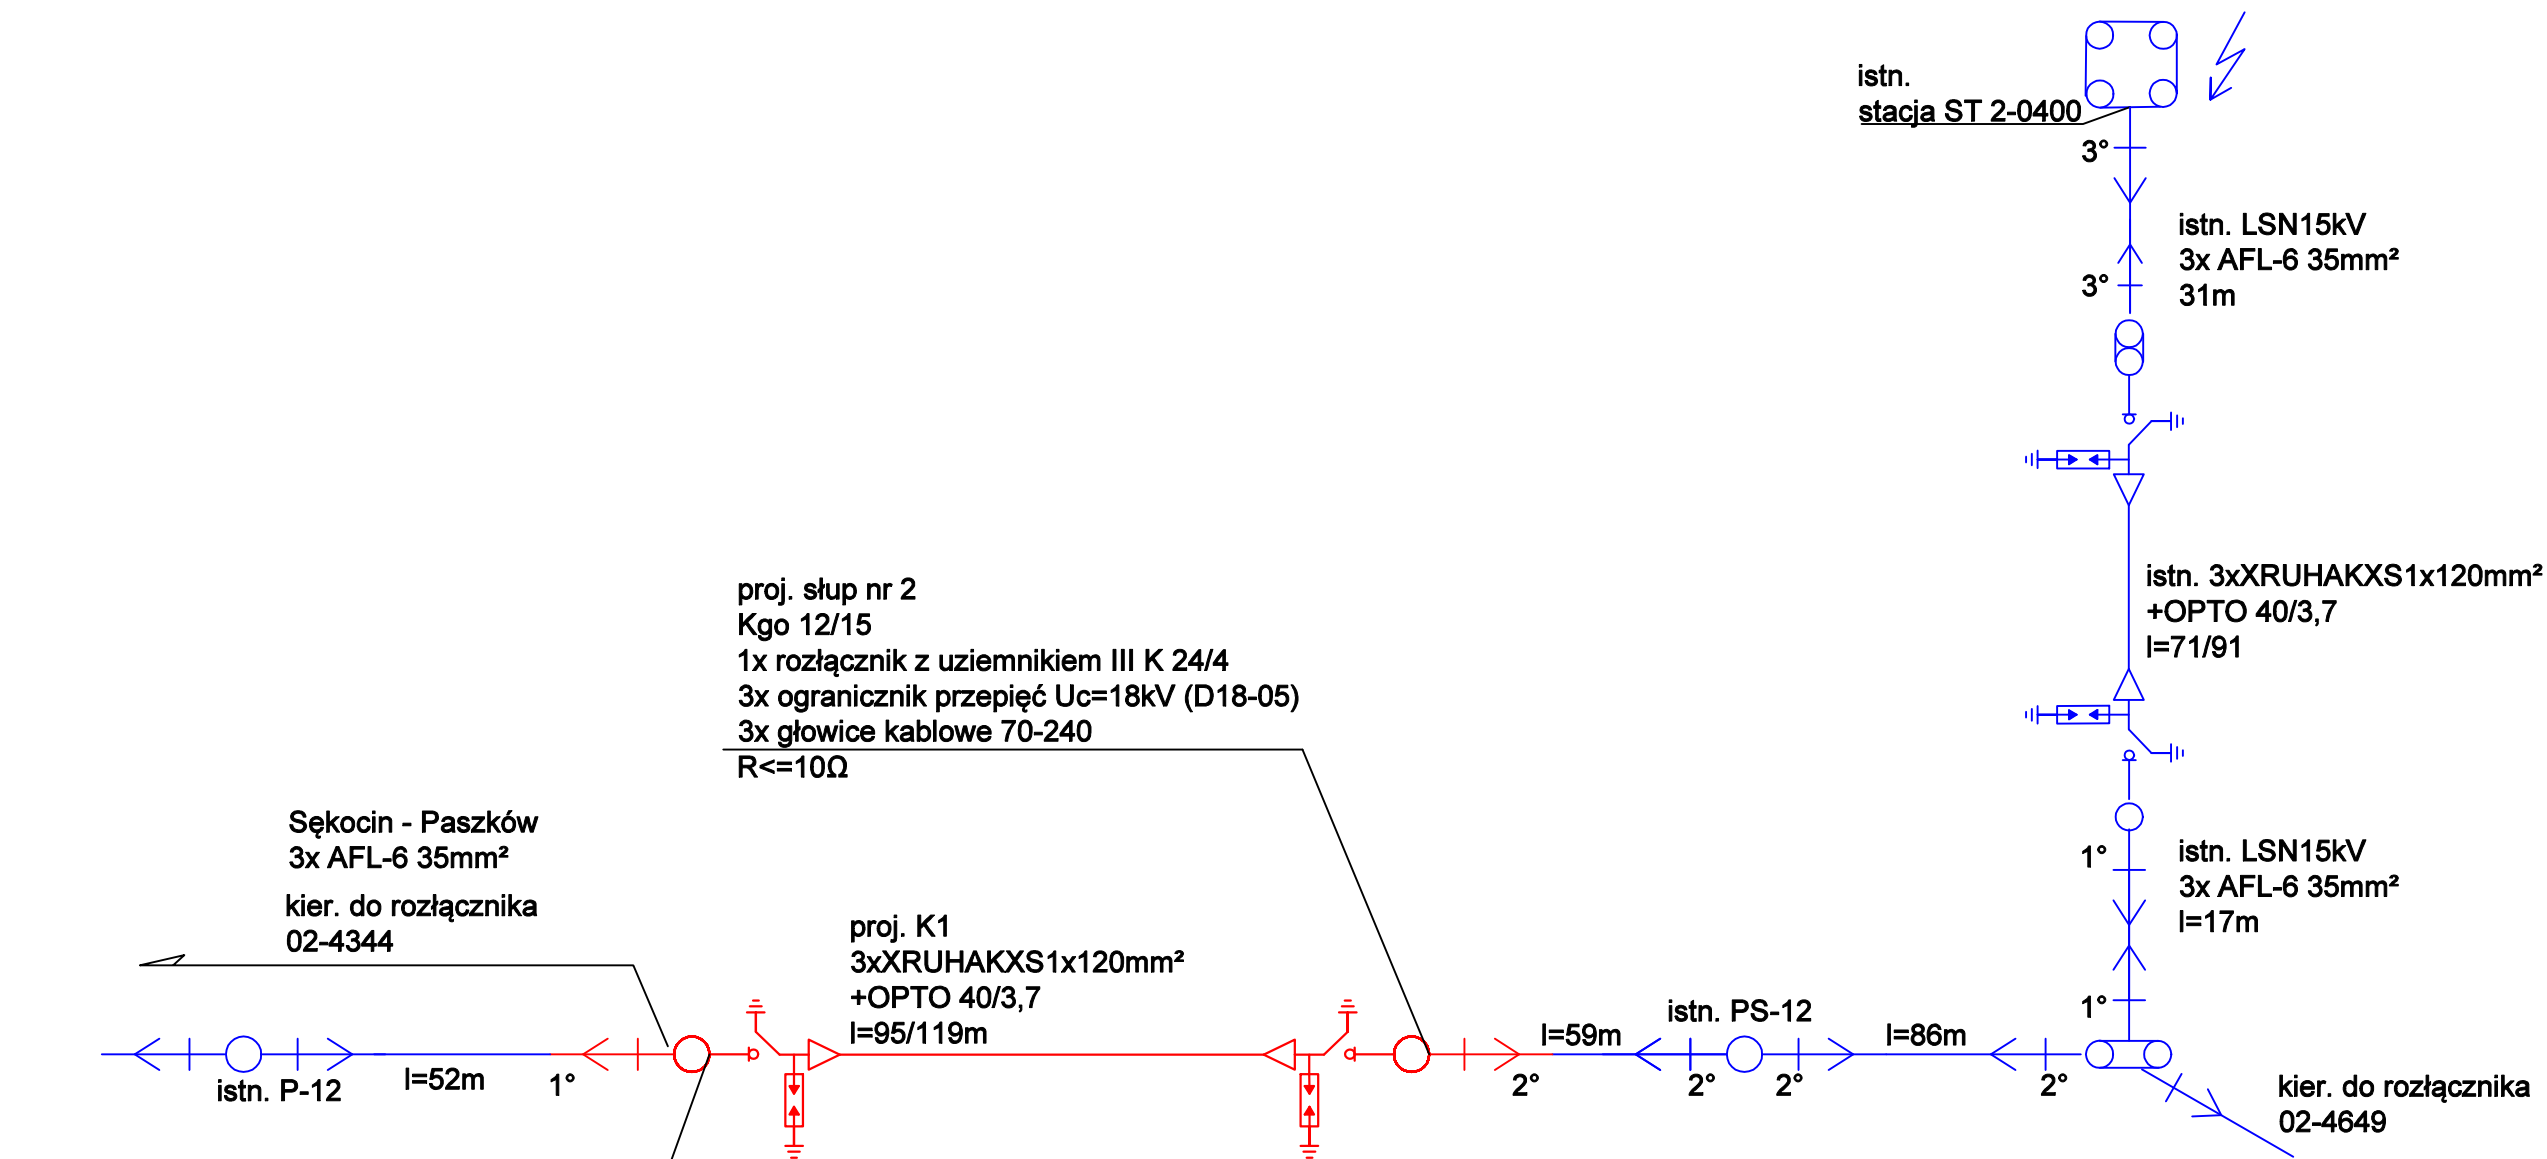 istn.
stacja ST 2-0400
3°
istn. LSN15kV
3x AFL-6 35mm²
31m
3°
istn. 3xXRUHAKXS1x120mm²
+OPTO 40/3,7
l=71/91
proj. słup nr 2
Kgo 12/15
1x rozłącznik z uziemnikiem III K 24/4
3x ogranicznik przepięć Uc=18kV (D18-05)
3x głowice kablowe 70-240
R<=10Ω
Sękocin - Paszków
3x AFL-6 35mm²
kier. do rozłącznika
02-4344
proj. K1
3xXRUHAKXS1x120mm²
+OPTO 40/3,7
l=95/119m
1°
istn. LSN15kV
3x AFL-6 35mm²
l=17m
1°
istn. P-12
l=52m
1°
l=59m
istn. PS-12
l=86m
2°
2°
2°
2°
kier. do rozłącznika
02-4649